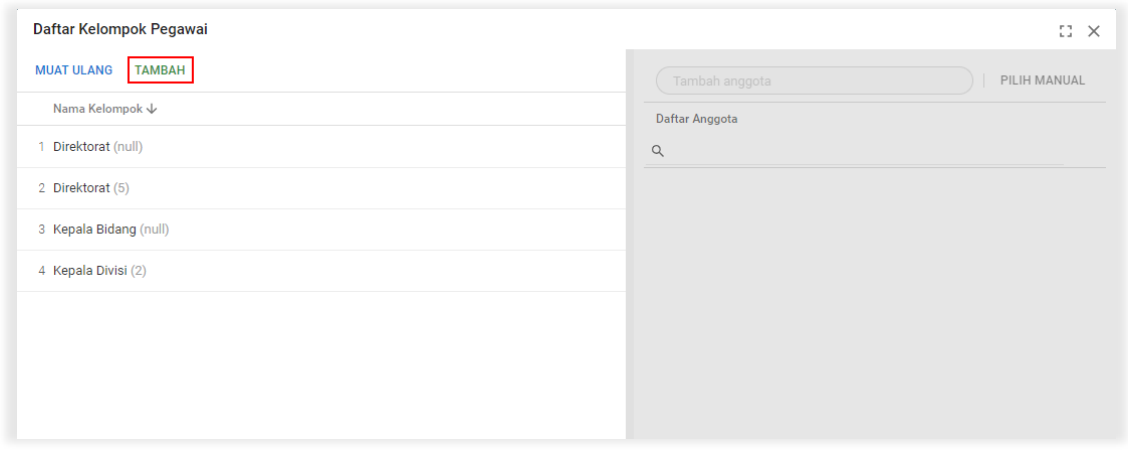 Daftar Kelompok Pegawai
MUAT ULANG TAMBAH
Nama Kelompok
1 Direktorat (null)
2 Direktorat (5)
3 Kepala Bidang (null)
4 Kepala Divisi (2)
Tambah anggota | PILIH MANUAL
Daftar Anggota